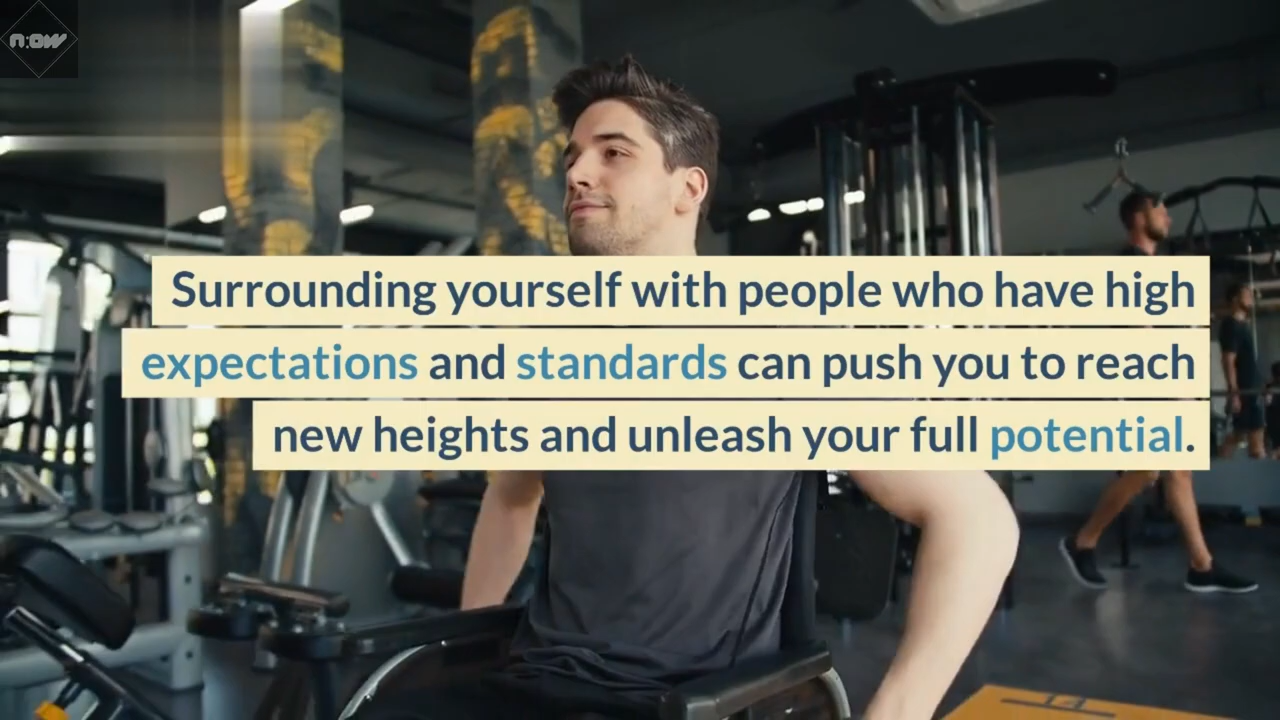 n:ow
Surrounding yourself with people who have high
expectations and standards can push you to reach
new heights and unleash your full potential.